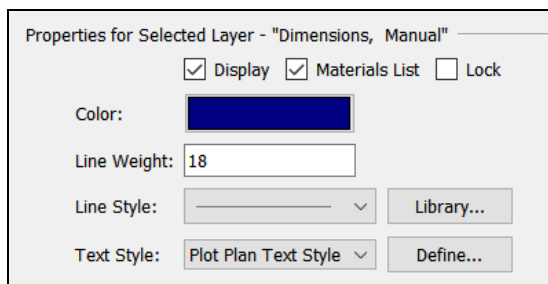 Properties for Selected Layer - "Dimensions,  Manual"
Display Materials List Lock
Color:
Line Weight: 18
Line Style: Library...
Text Style: Plot Plan Text Style Define...